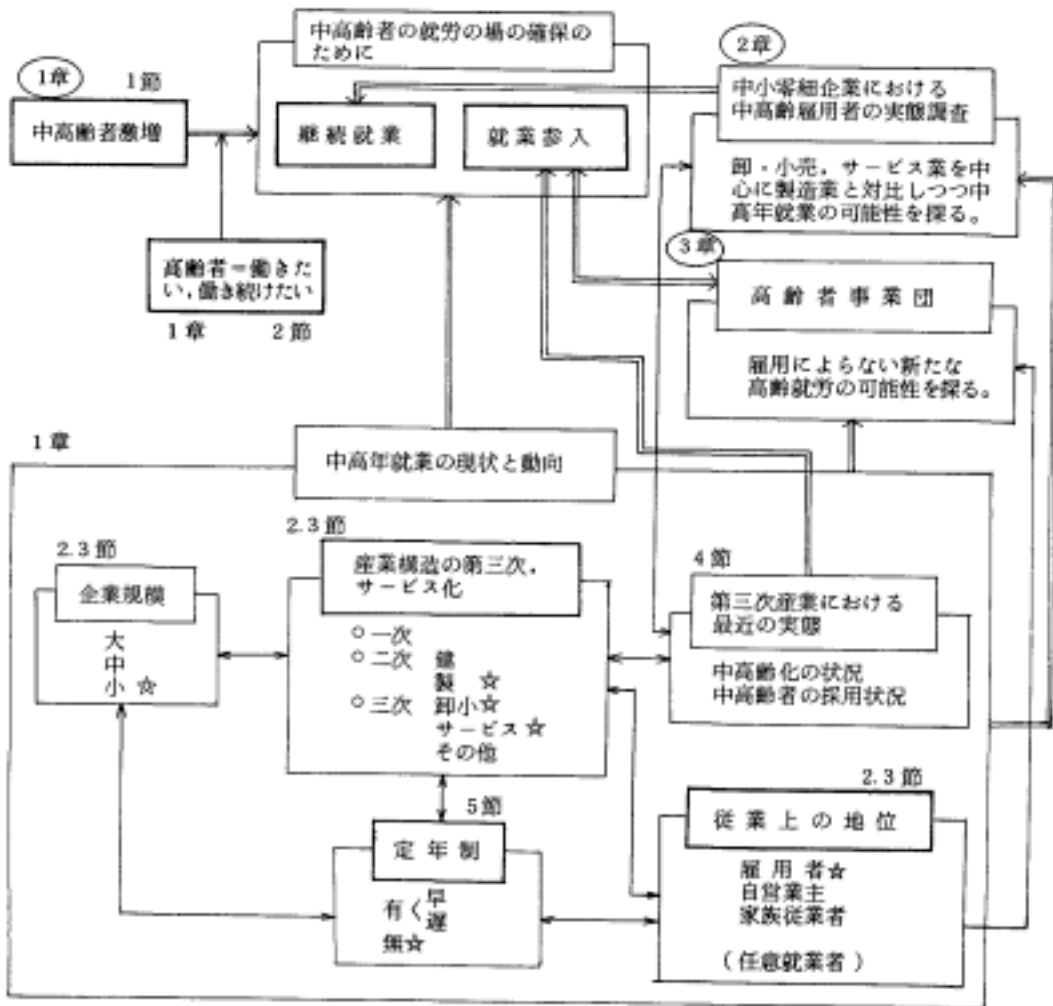 中高齢者の就労の場の確保の
ために
継続就業
就業参入
1章
1節
中高齢者激増
高齢者=働きた
い,働き続けたい
1章 2節
2章
中小零細企業における
中高齢雇用者の実態調査
卸・小売,サービス業を中
心に製造業と対比しつつ中
高年就業の可能性を探る。
3章
高齢者事業団
雇用によらない新たな
高齢就労の可能性を探る。
1章
中高年就業の現状と動向
2.3節
企業規模
大
中
小☆
2.3節
産業構造の第三次,
サービス化
○一次
○二次 建
製 ☆
○三次 卸小☆
サービス☆
その他
4節
第三次産業における
最近の実態
中高齢化の状況
中高齢者の採用状況
5節
定年制
有く早
遅
無☆
2.3節
従業上の地位
雇用者☆
自営業主
家族従業者
(任意就業者)